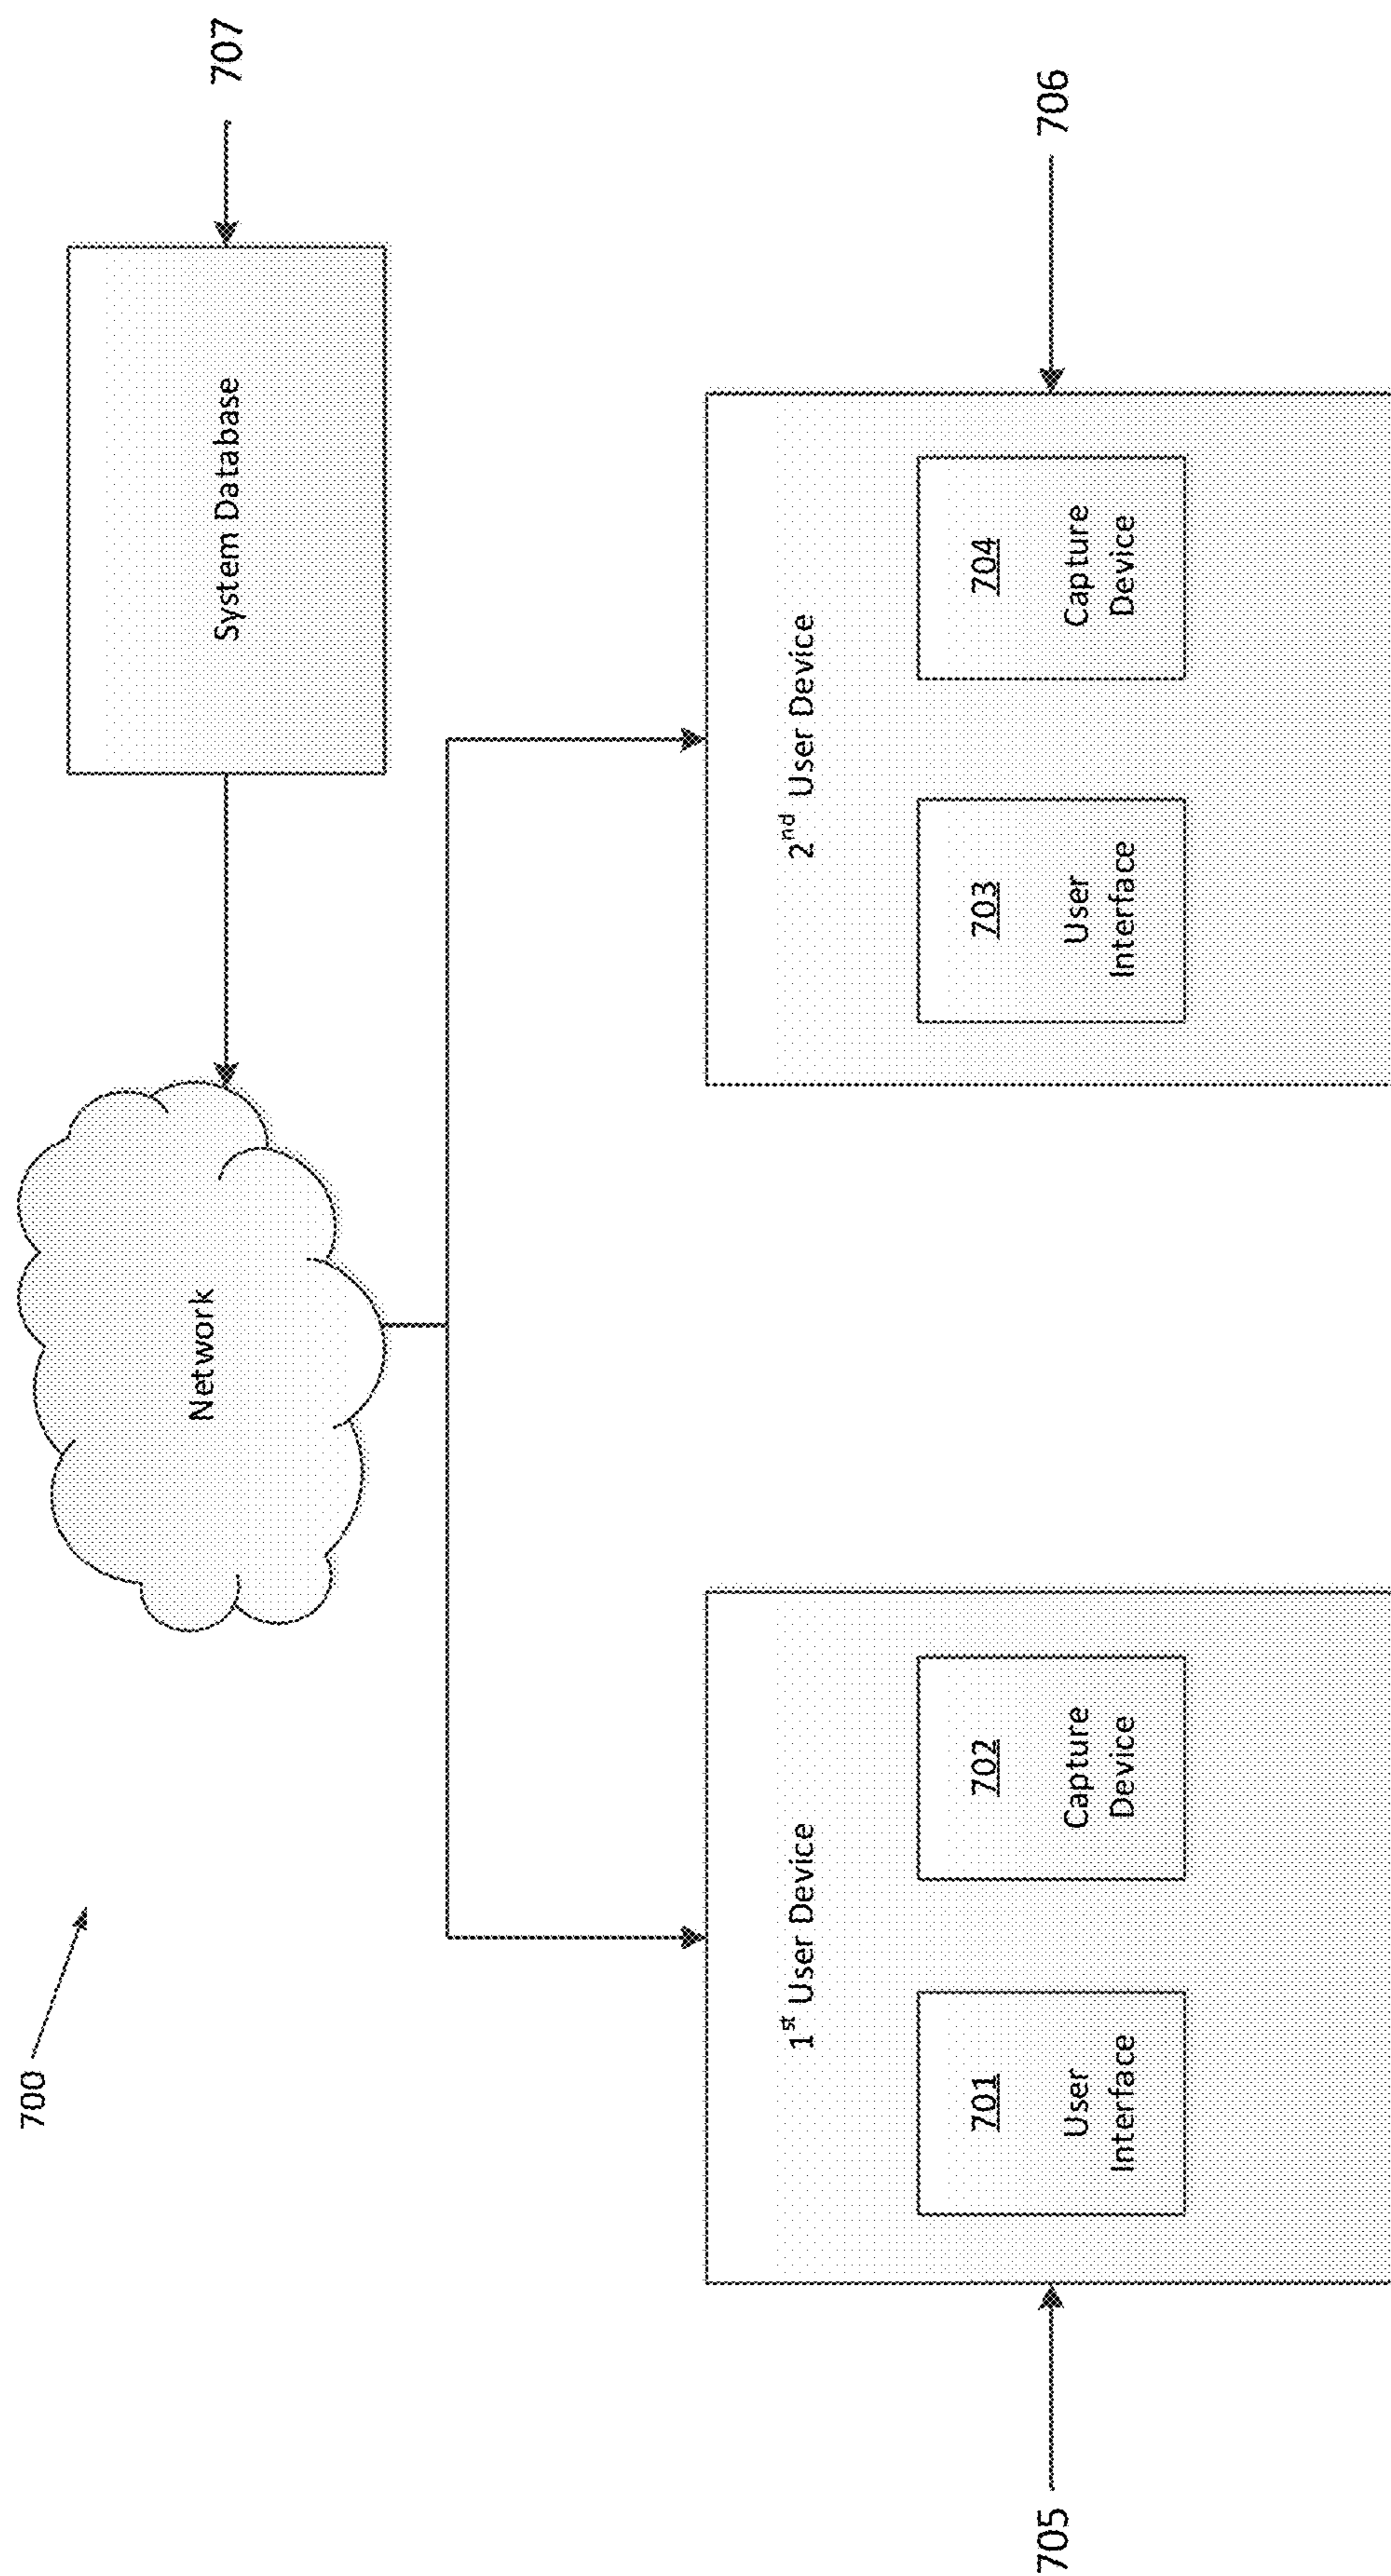 700
Network
System Database
707
1st User Device
701
User
Interface
702
Capture
Device
705
2nd User Device
703
User
Interface
704
Capture
Device
706